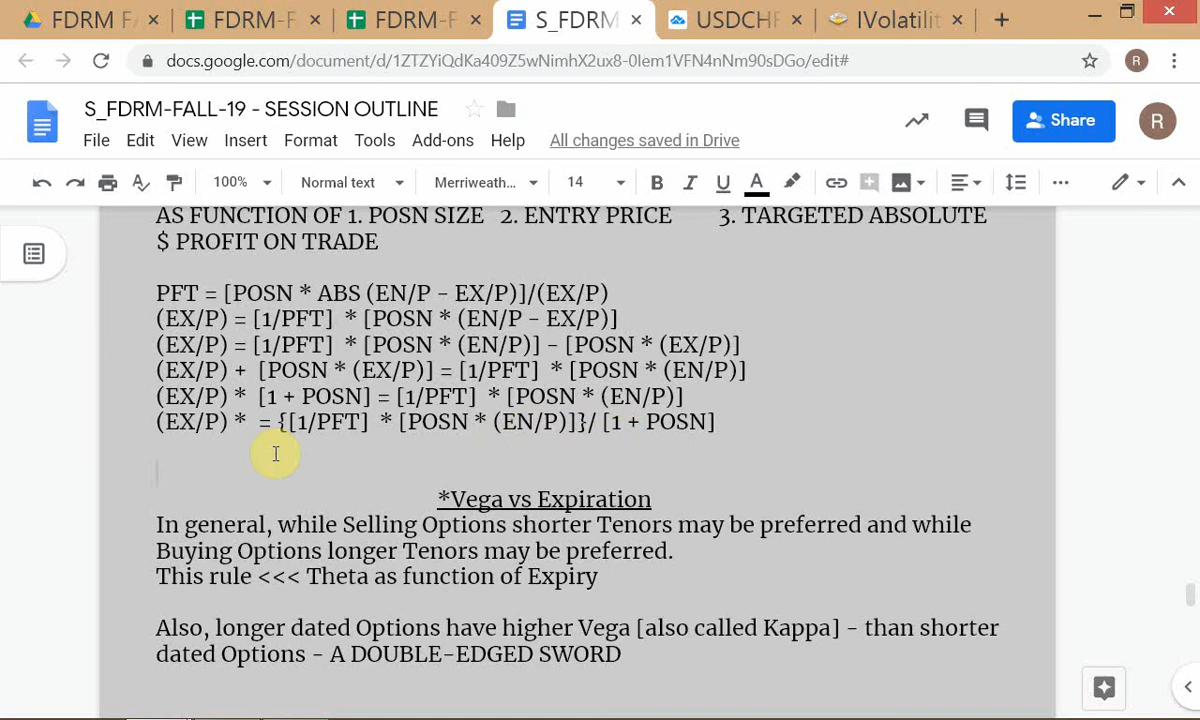 FDRM FA
FDRM-F
FDRM-F
S_FDRM
USDCHF
IVolatilit
docs.google.com/document/d/1ZTZYiQdKa409Z5wNimhX2ux8-0Iem1VFN4nNm90sDGo/edit#
R
S_FDRM-FALL-19 - SESSION OUTLINE
Share
R
File Edit View Insert Format Tools Add-ons Help All changes saved in Drive
100% Normal text Merriweath... 14 B I U A
AS FUNCTION OF 1. POSN SIZE 2. ENTRY PRICE 3. TARGETED ABSOLUTE
$ PROFIT ON TRADE
PFT = [POSN * ABS (EN/P - EX/P)]/(EX/P)
(EX/P) = [1/PFT] * [POSN * (EN/P - EX/P)]
(EX/P) = [1/PFT] * [POSN * (EN/P)] - [POSN * (EX/P)]
(EX/P) + [POSN * (EX/P)] = [1/PFT] * [POSN * (EN/P)]
(EX/P) * [1 + POSN] = [1/PFT] * [POSN * (EN/P)]
(EX/P) * = {[1/PFT] * [POSN * (EN/P)]}/ [1 + POSN]
*Vega vs Expiration
In general, while Selling Options shorter Tenors may be preferred and while
Buying Options longer Tenors may be preferred.
This rule <<< Theta as function of Expiry
Also, longer dated Options have higher Vega [also called Kappa] - than shorter
dated Options - A DOUBLE-EDGED SWORD